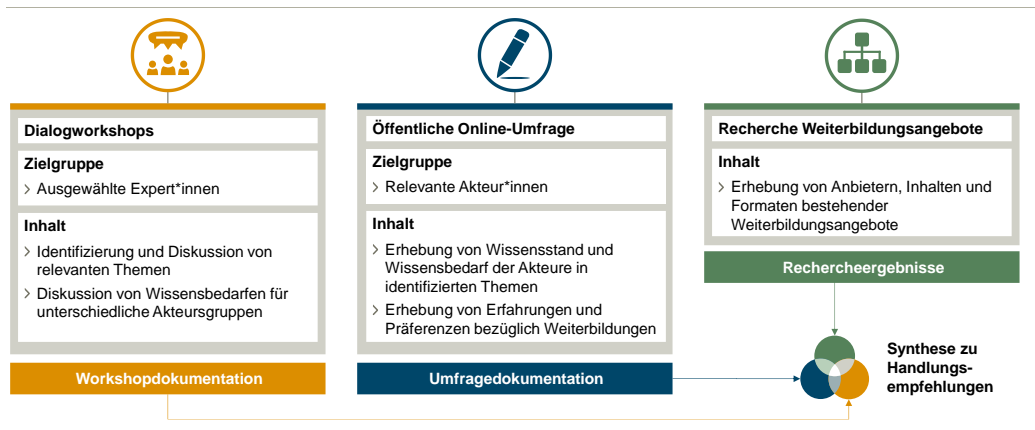 Dialogworkshops
Zielgruppe
Ausgewählte Expert*innen
Inhalt
Identifizierung und Diskussion von
relevanten Themen
Diskussion von Wissensbedarfen für
unterschiedliche Akteursgruppen
Workshopdokumentation
Öffentliche Online-Umfrage
Zielgruppe
Relevante Akteur*innen
Inhalt
Erhebung von Wissensstand und
Wissensbedarf der Akteure in
identifizierten Themen
Erhebung von Erfahrungen und
Präferenzen bezüglich Weiterbildungen
Umfragedokumentation
Recherche Weiterbildungsangebote
Inhalt
Erhebung von Anbietern, Inhalten und
Formaten bestehender
Weiterbildungsangebote
Rechercheergebnisse
Synthese zu
Handlungs-
empfehlungen